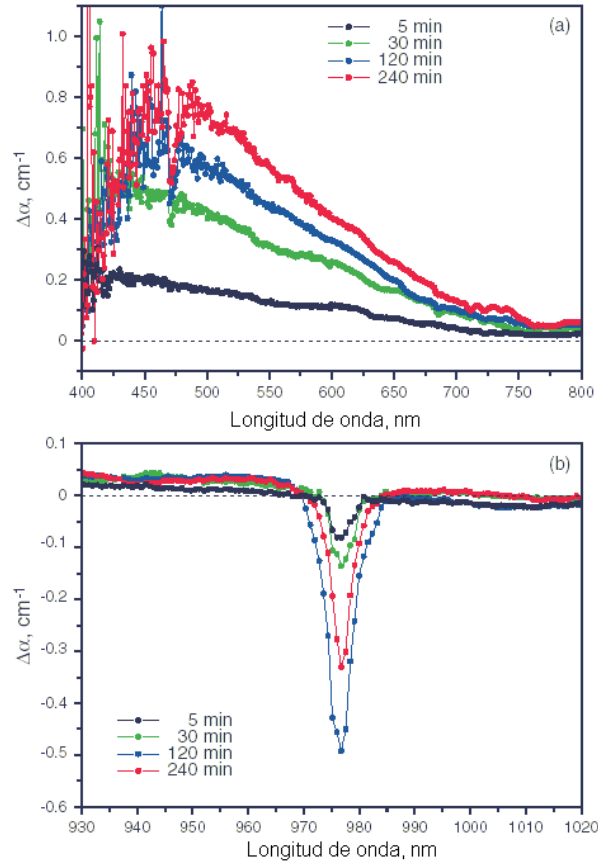 (a)
5 min
30 min
120 min
240 min
Δα, cm-1
1.0
0.8
0.6
0.4
0.2
0
400 450 500 550 600 650 700 750 800
Longitud de onda, nm
(b)
Δα, cm-1
0.1
0
-0.1
-0.2
-0.3
-0.4
-0.5
-0.6
5 min
30 min
120 min
240 min
930 940 950 960 970 980 990 1000 1010 1020
Longitud de onda, nm